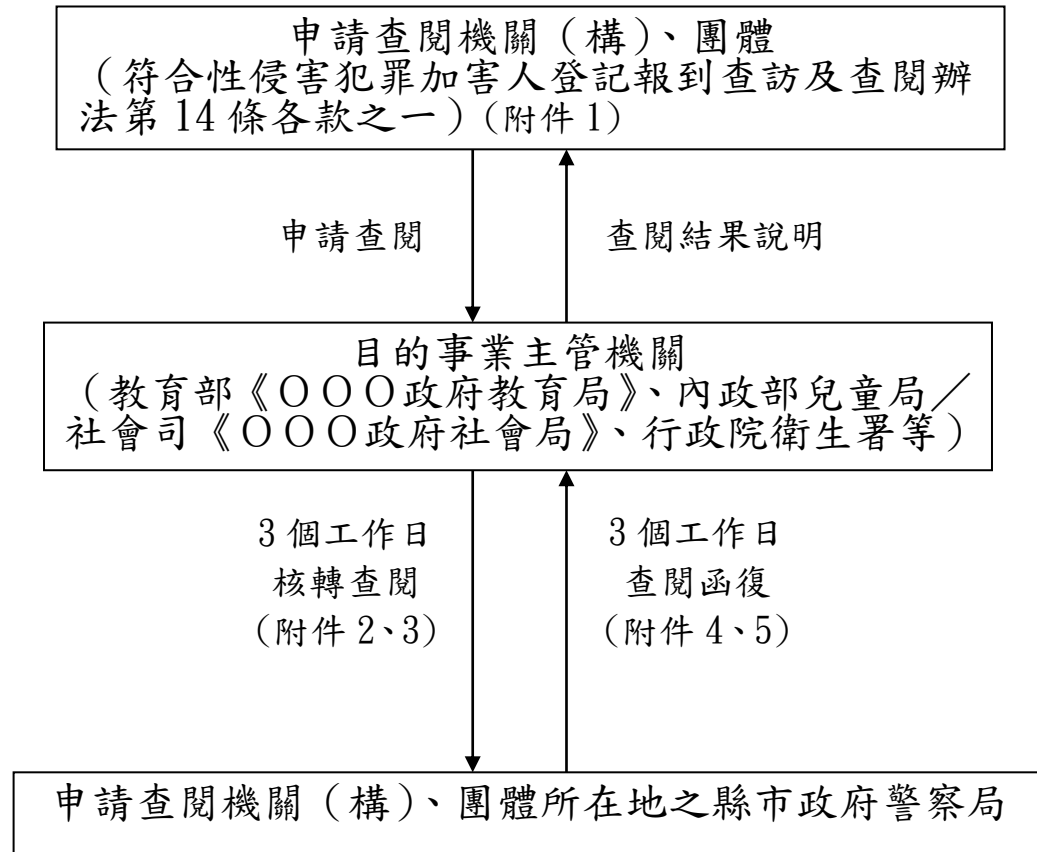 申請查閱機關（構）、團體
（符合性侵害犯罪加害人登記報到查訪及查閱辦
法第 14 條各款之一）（附件 1）
申請查閱
查閱結果說明
目的事業主管機關
（教育部《ＯＯＯ政府教育局》、內政部兒童局／
社會司《ＯＯＯ政府社會局》、行政院衛生署等）
3 個工作日
核轉查閱
（附件 2、3）
3 個工作日
查閱函復
（附件 4、5）
申請查閱機關（構）、團體所在地之縣市政府警察局